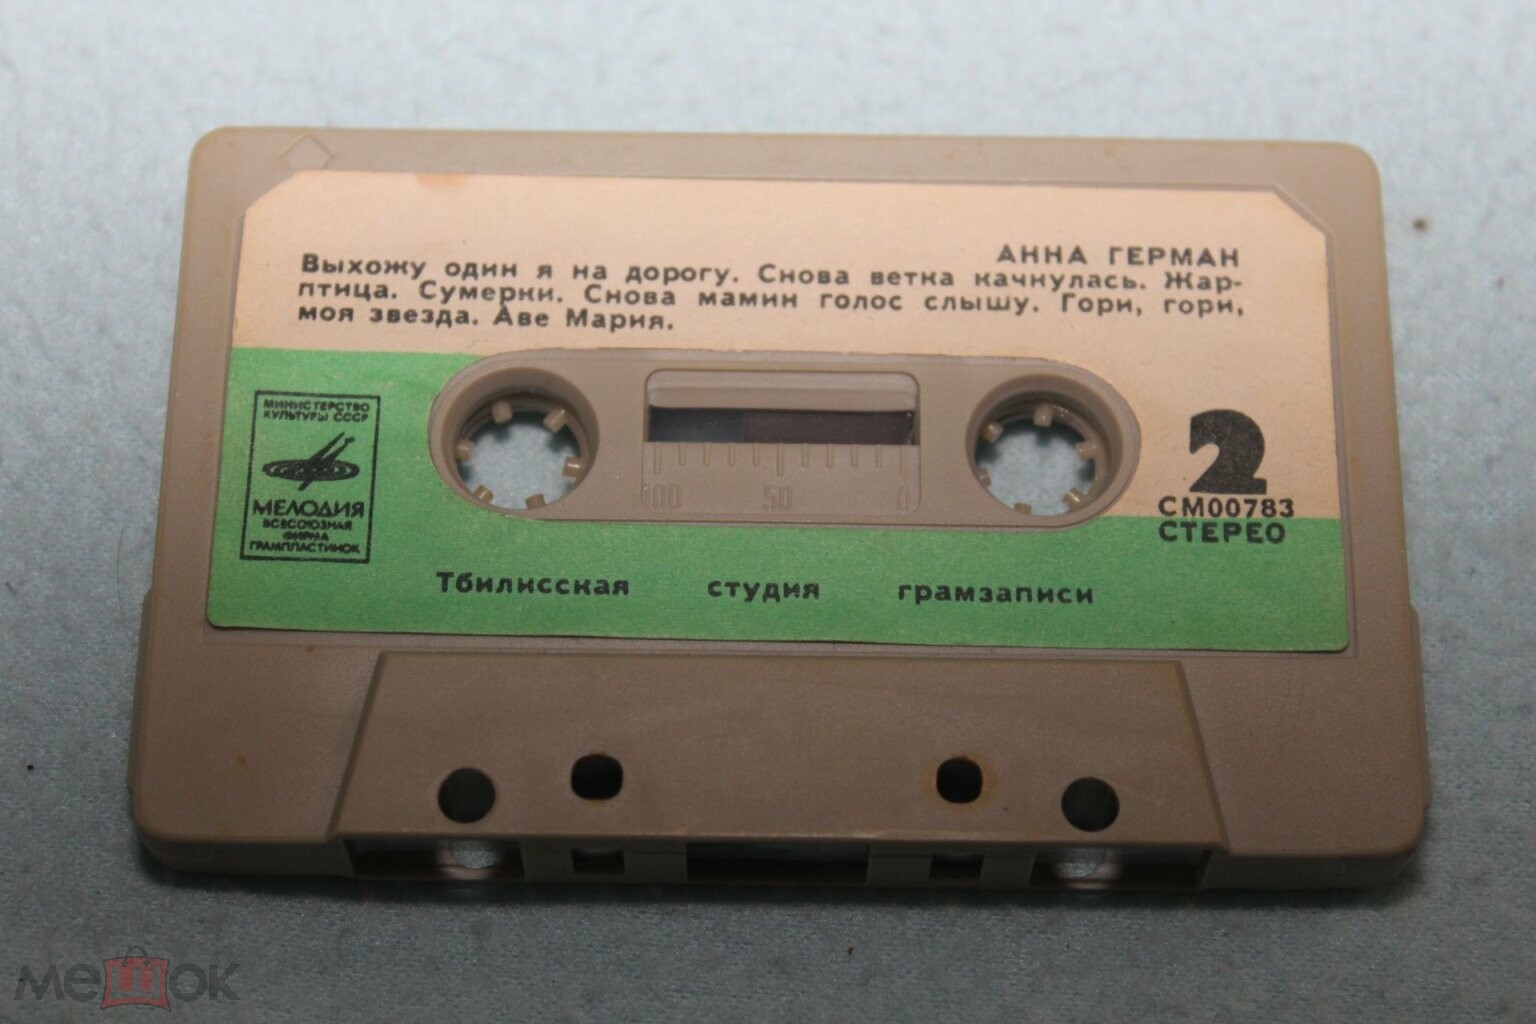 АННА ГЕРМАН
Выхожу один я на дорогу. Снова ветка качнулась. Жар-
птица. Сумерки. Снова мамин голос слышу. Гори, гори,
моя звезда. Аве Мария.
МИНИСТЕРСТВО
КУЛЬТУРЫ СССР
МЕЛОДИЯ
ВСЕСОЮЗНАЯ
ФИРМА
ГРАМПЛАСТИНОК
100 50 0
2
СМ00783
СТЕРЕО
Тбилисская студия грамзаписи
мешок